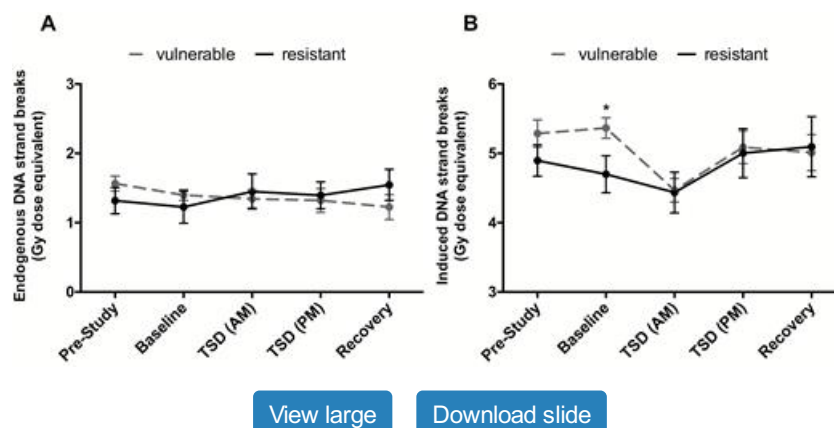 A
vulnerable resistant
Endogenous DNA strand breaks
(Gy dose equivalent)
3
2
1
0
Pre-Study
Baseline
TSD (AM)
TSD (PM)
Recovery
B
vulnerable resistant
Induced DNA strand breaks
(Gy dose equivalent)
6
5
4
3
*
Pre-Study
Baseline
TSD (AM)
TSD (PM)
Recovery
View large
Download slide